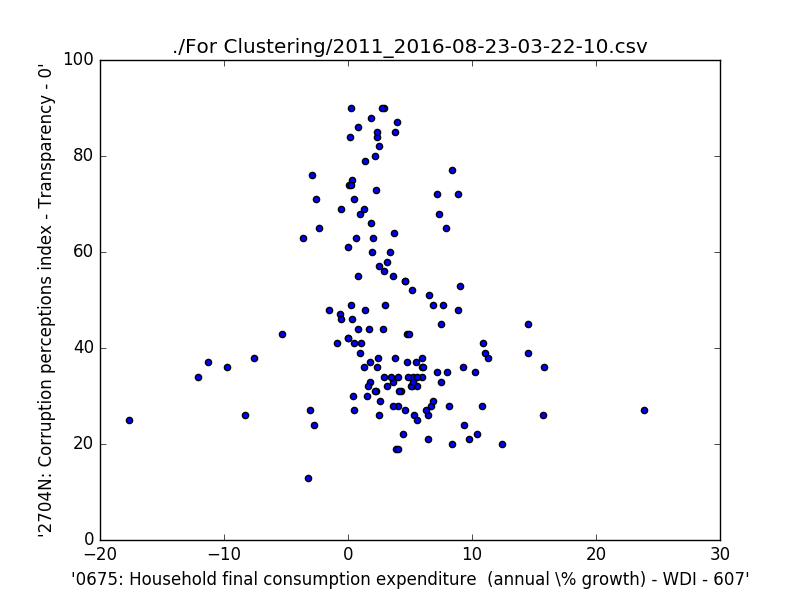 ./For Clustering/2011_2016-08-23-03-22-10.csv
100
80
60
40
20
0
'2704N: Corruption perceptions index - Transparency - 0'
−20 −10 0 10 20 30
'0675: Household final consumption expenditure  (annual \% growth) - WDI - 607'